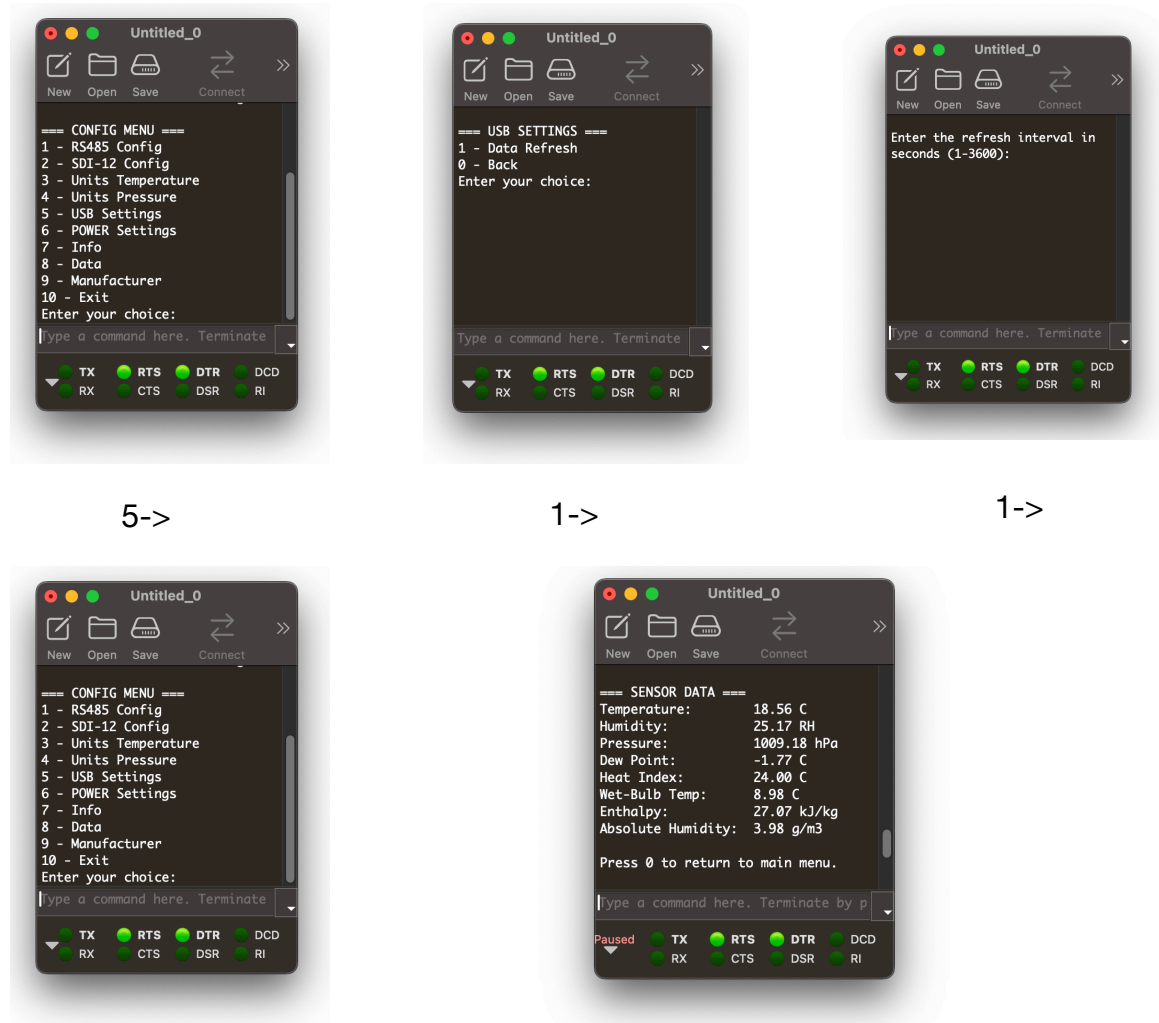 Untitled_0
New Open Save Connect
=== CONFIG MENU ===
1 - RS485 Config
2 - SDI-12 Config
3 - Units Temperature
4 - Units Pressure
5 - USB Settings
6 - POWER Settings
7 - Info
8 - Data
9 - Manufacturer
10 - Exit
Enter your choice:
Type a command here. Terminate
TX RTS DTR DCD
RX CTS DSR RI
Untitled_0
New Open Save Connect
=== USB SETTINGS ===
1 - Data Refresh
0 - Back
Enter your choice:
Type a command here. Terminate
TX RTS DTR DCD
RX CTS DSR RI
Untitled_0
New Open Save Connect
Enter the refresh interval in
seconds (1-3600):
Type a command here. Terminate
TX RTS DTR DCD
RX CTS DSR RI
5->
1->
1->
Untitled_0
New Open Save Connect
=== CONFIG MENU ===
1 - RS485 Config
2 - SDI-12 Config
3 - Units Temperature
4 - Units Pressure
5 - USB Settings
6 - POWER Settings
7 - Info
8 - Data
9 - Manufacturer
10 - Exit
Enter your choice:
Type a command here. Terminate
TX RTS DTR DCD
RX CTS DSR RI
Untitled_0
New Open Save Connect
=== SENSOR DATA ===
Temperature: 18.56 C
Humidity: 25.17 RH
Pressure: 1009.18 hPa
Dew Point: -1.77 C
Heat Index: 24.00 C
Wet-Bulb Temp: 8.98 C
Enthalpy: 27.07 kJ/kg
Absolute Humidity: 3.98 g/m3
Press 0 to return to main menu.
Type a command here. Terminate by p
Paused TX RTS DTR DCD
RX CTS DSR RI